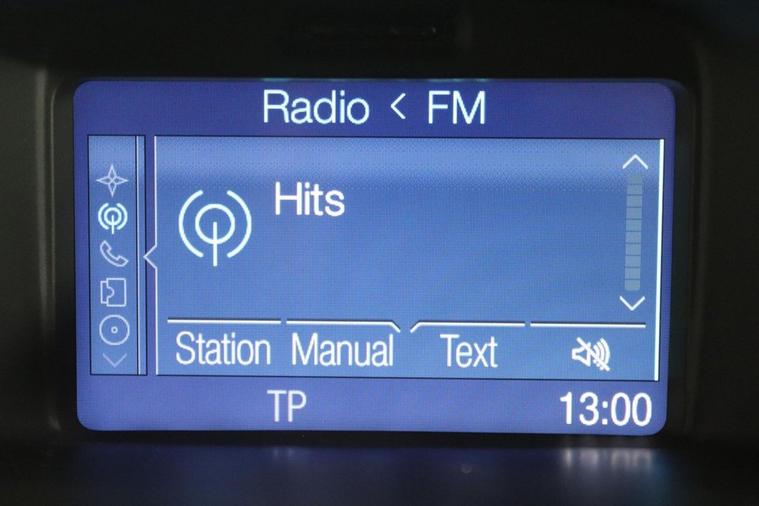 Radio < FM
Hits
Station Manual Text
TP 13:00